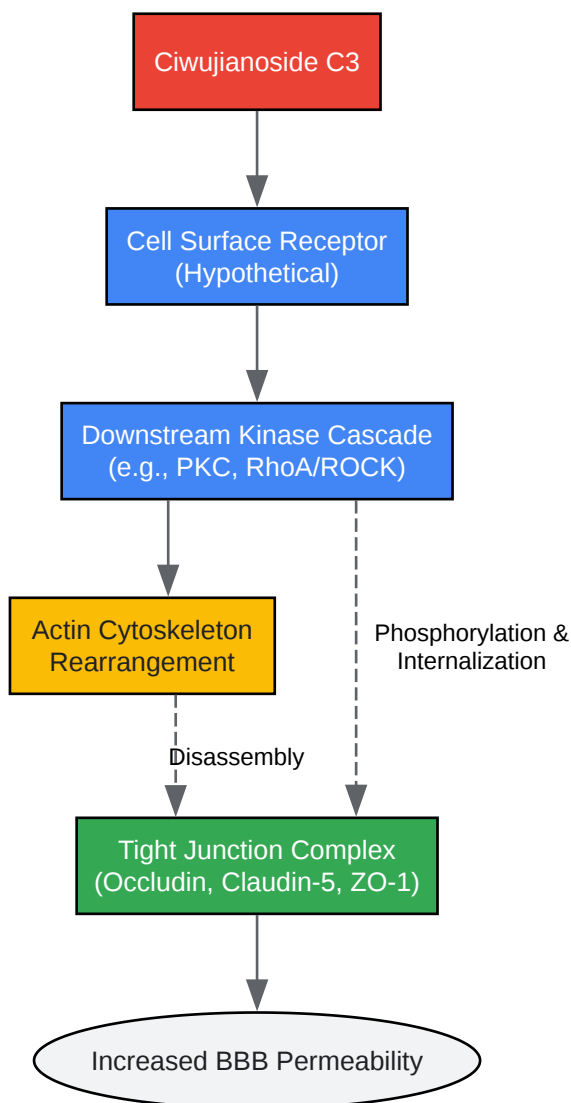 Ciwujianoside C3
Cell Surface Receptor
(Hypothetical)
Downstream Kinase Cascade
(e.g., PKC, RhoA/ROCK)
Actin Cytoskeleton
Rearrangement
Phosphorylation &
Internalization
Disassembly
Tight Junction Complex
(Occludin, Claudin-5, ZO-1)
Increased BBB Permeability